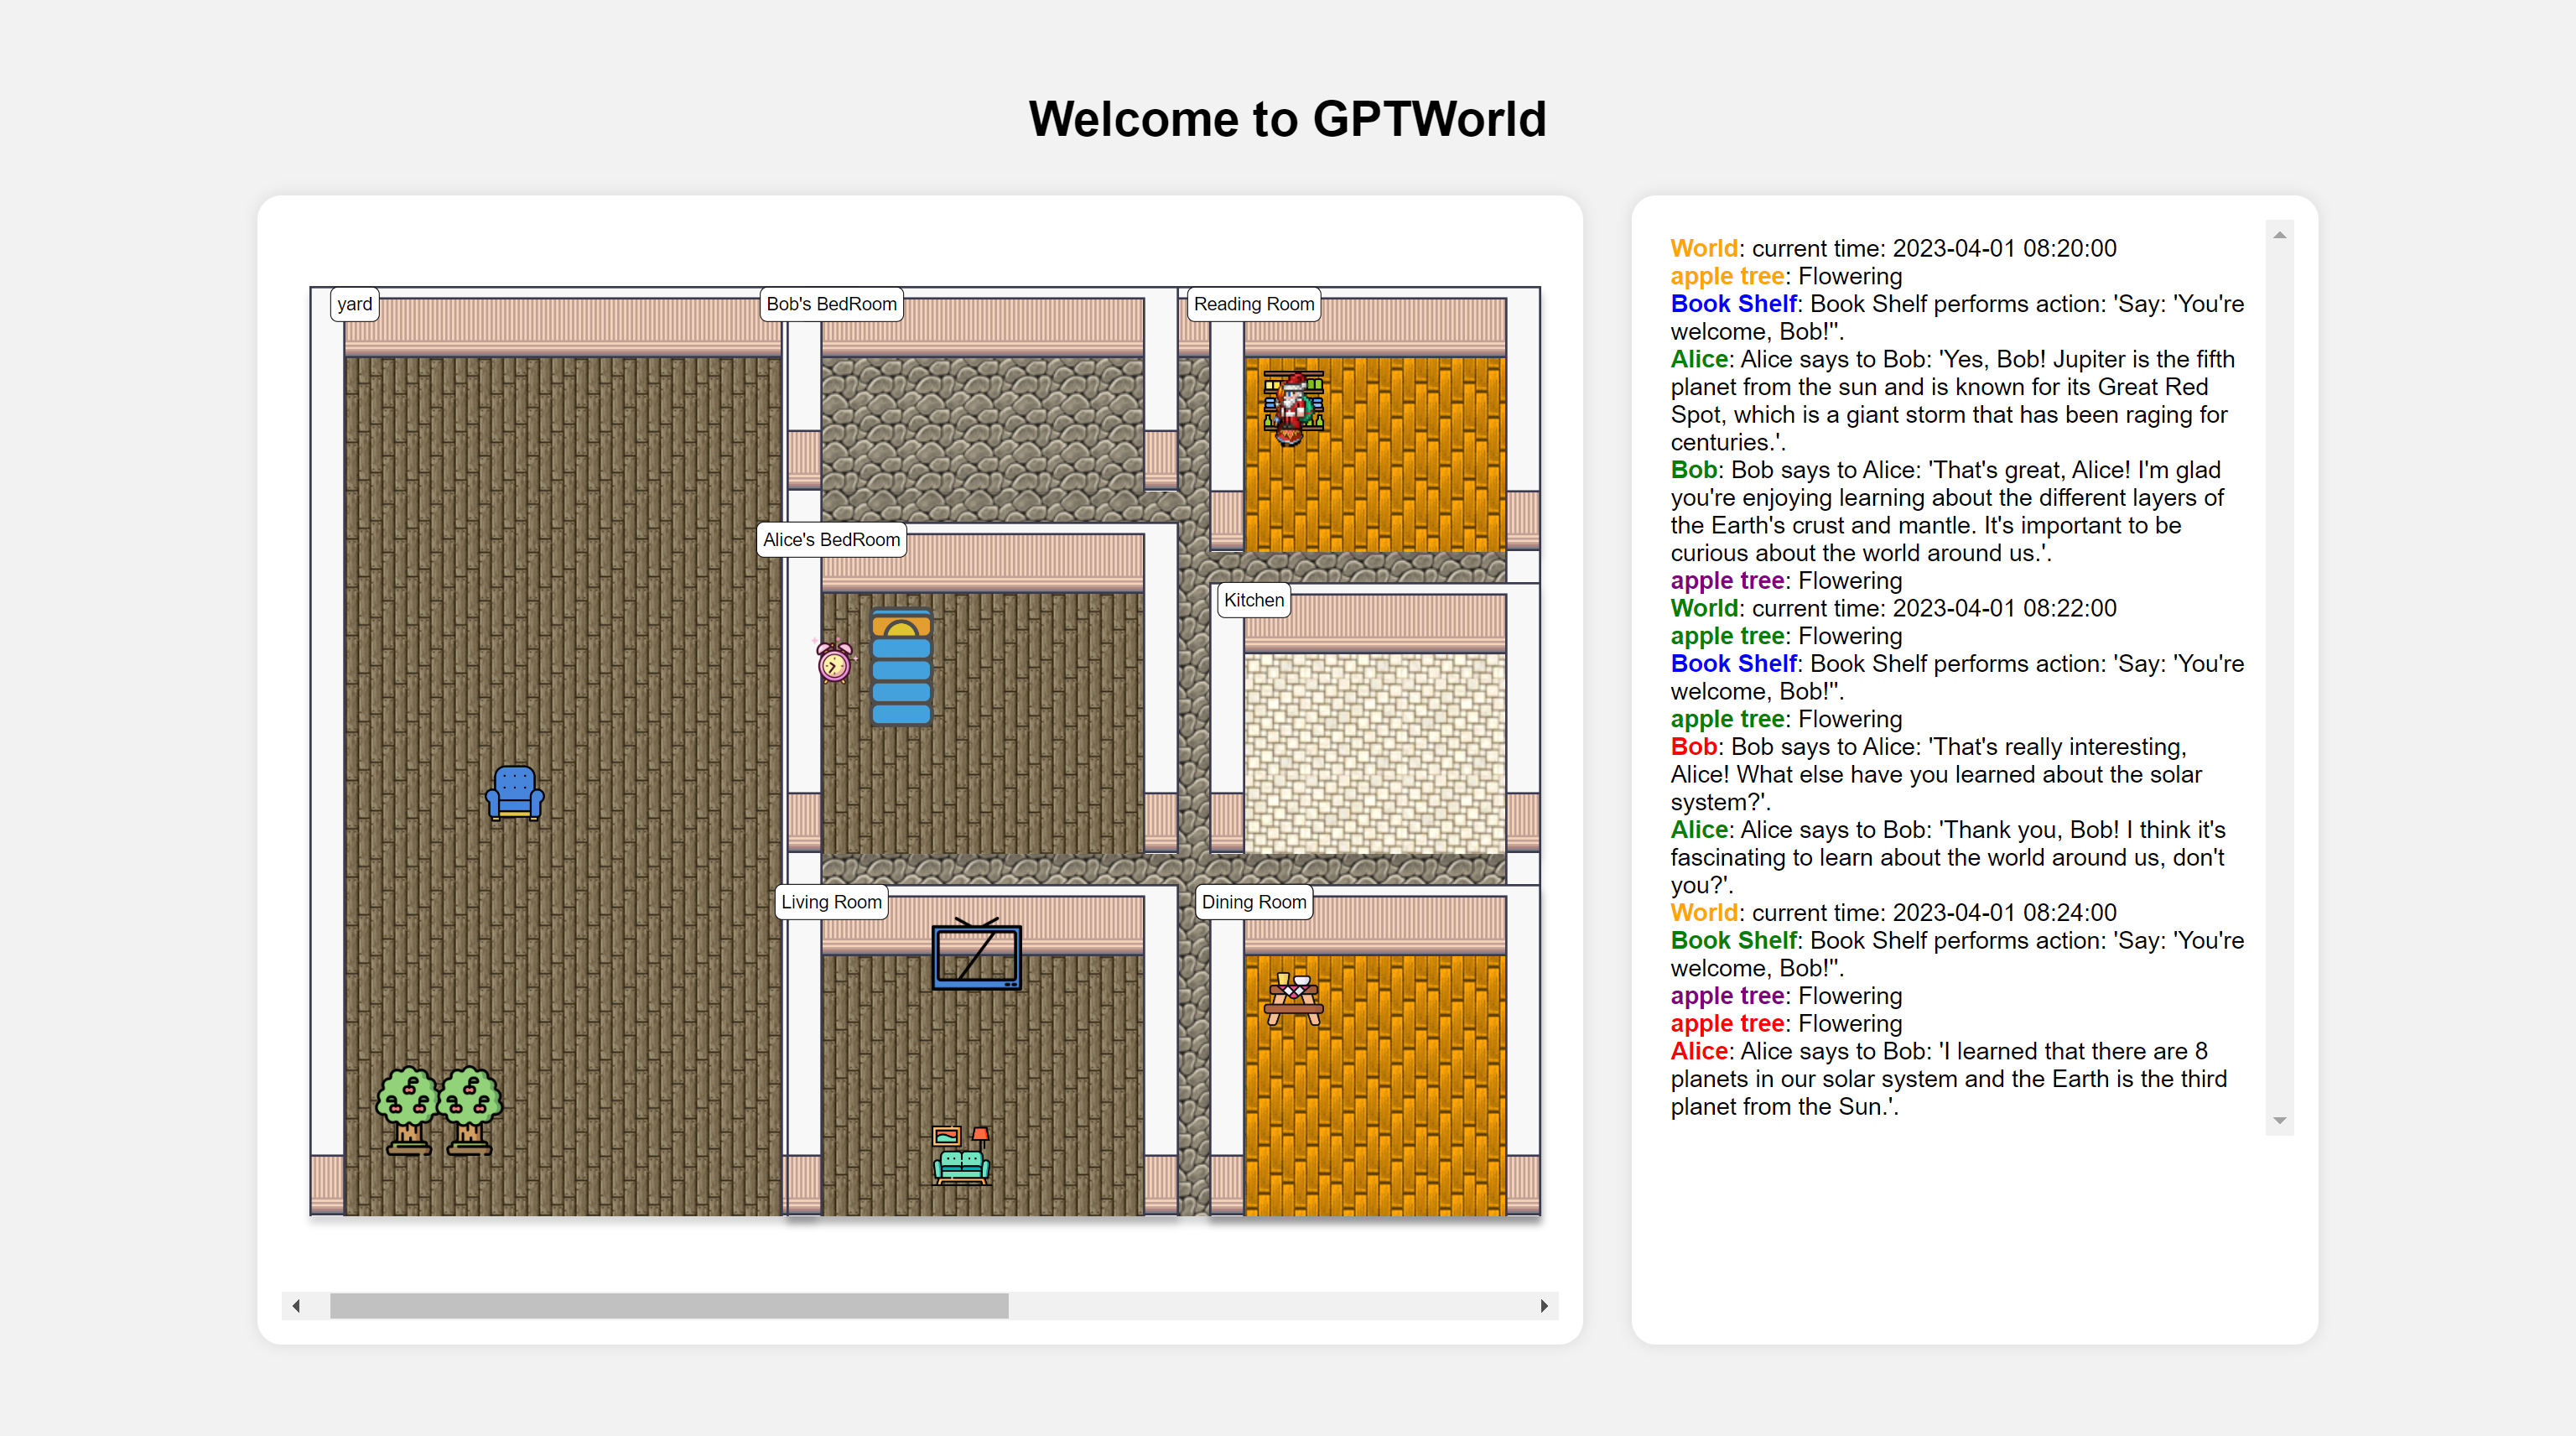 Welcome to GPTWorld
yard
Bob's BedRoom
Reading Room
Alice's BedRoom
Kitchen
Living Room
Dining Room
World: current time: 2023-04-01 08:20:00
apple tree: Flowering
Book Shelf: Book Shelf performs action: 'Say: 'You're
welcome, Bob!''.
Alice: Alice says to Bob: 'Yes, Bob! Jupiter is the fifth
planet from the sun and is known for its Great Red
Spot, which is a giant storm that has been raging for
centuries.'.
Bob: Bob says to Alice: 'That's great, Alice! I'm glad
you're enjoying learning about the different layers of
the Earth's crust and mantle. It's important to be
curious about the world around us.'.
apple tree: Flowering
World: current time: 2023-04-01 08:22:00
apple tree: Flowering
Book Shelf: Book Shelf performs action: 'Say: 'You're
welcome, Bob!''.
apple tree: Flowering
Bob: Bob says to Alice: 'That's really interesting,
Alice! What else have you learned about the solar
system?'.
Alice: Alice says to Bob: 'Thank you, Bob! I think it's
fascinating to learn about the world around us, don't
you?'.
World: current time: 2023-04-01 08:24:00
Book Shelf: Book Shelf performs action: 'Say: 'You're
welcome, Bob!''.
apple tree: Flowering
apple tree: Flowering
Alice: Alice says to Bob: 'I learned that there are 8
planets in our solar system and the Earth is the third
planet from the Sun.'.